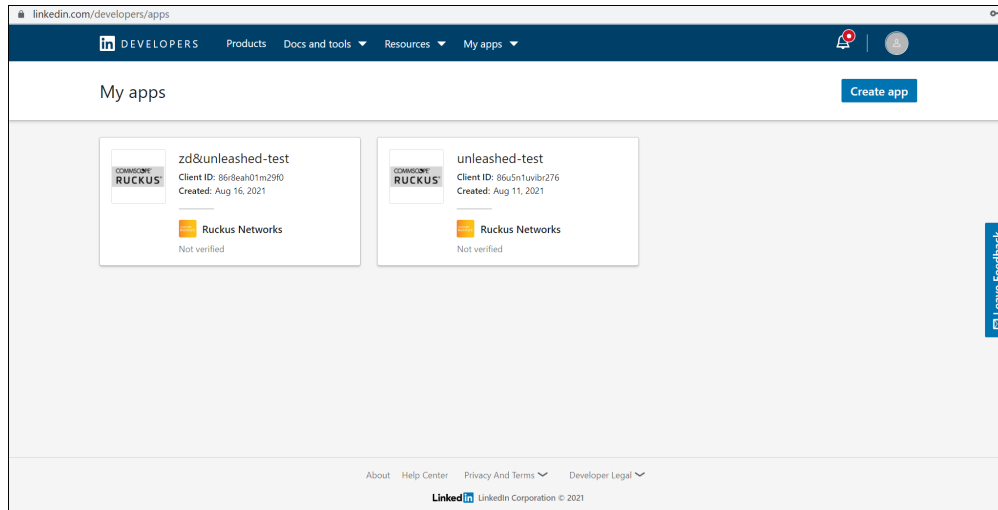 linkedin.com/developers/apps
in DEVELOPERS Products Docs and tools Resources My apps
My apps
Create app
COMMSCOPE
RUCKUS
zd&unleashed-test
Client ID: 86r8eah01m29f0
Created: Aug 16, 2021
Ruckus Networks
Not verified
COMMSCOPE
RUCKUS
unleashed-test
Client ID: 86u5n1uvibr276
Created: Aug 11, 2021
Ruckus Networks
Not verified
Leave Feedback
About Help Center Privacy And Terms Developer Legal
Linked in LinkedIn Corporation © 2021